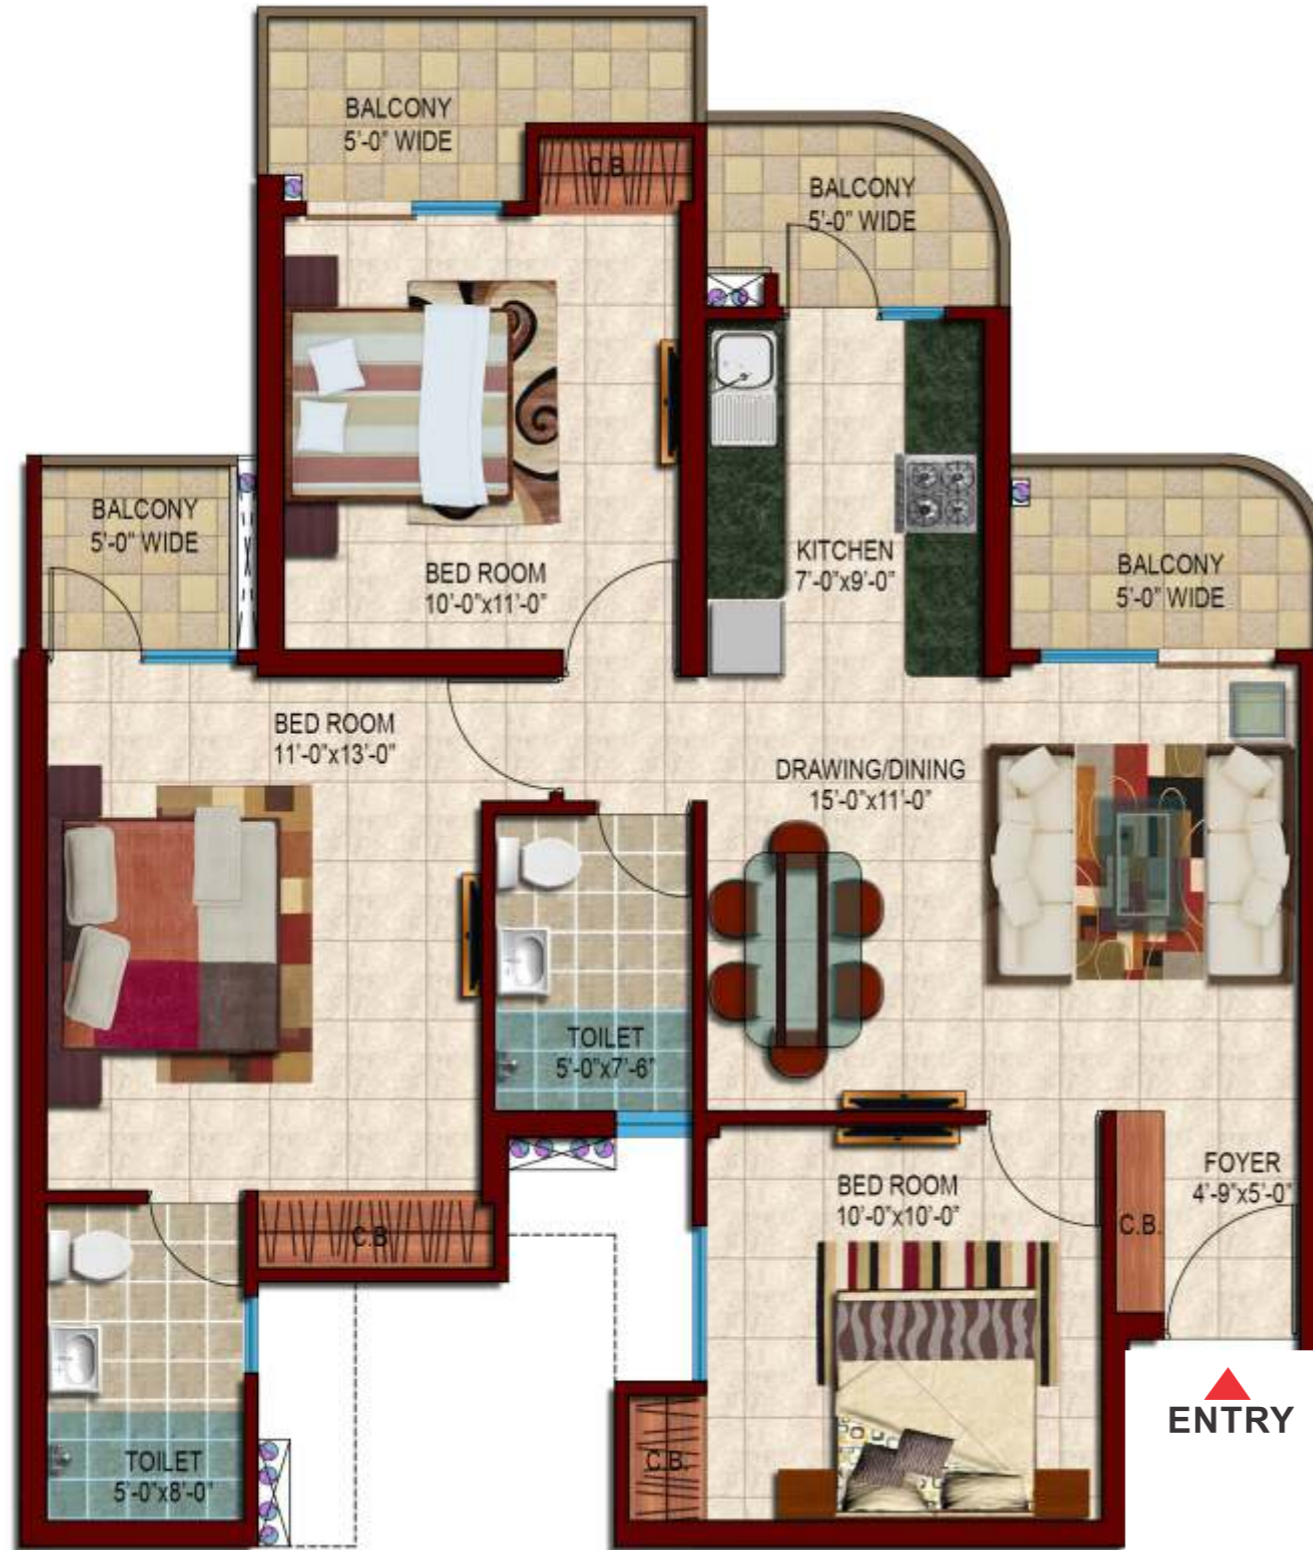 BALCONY
5'-0" WIDE
C.B.
BALCONY
5'-0" WIDE
BALCONY
5'-0" WIDE
BED ROOM
10'-0"x11'-0"
KITCHEN
7'-0"x9'-0"
BALCONY
5'-0" WIDE
BED ROOM
11'-0"x13'-0"
DRAWING/DINING
15'-0"x11'-0"
TOILET
5'-0"x7'-6"
FOYER
4'-9"x5'-0"
BED ROOM
10'-0"x10'-0"
C.B.
C.B
ENTRY
C.B.
TOILET
5'-0"x8'-0"